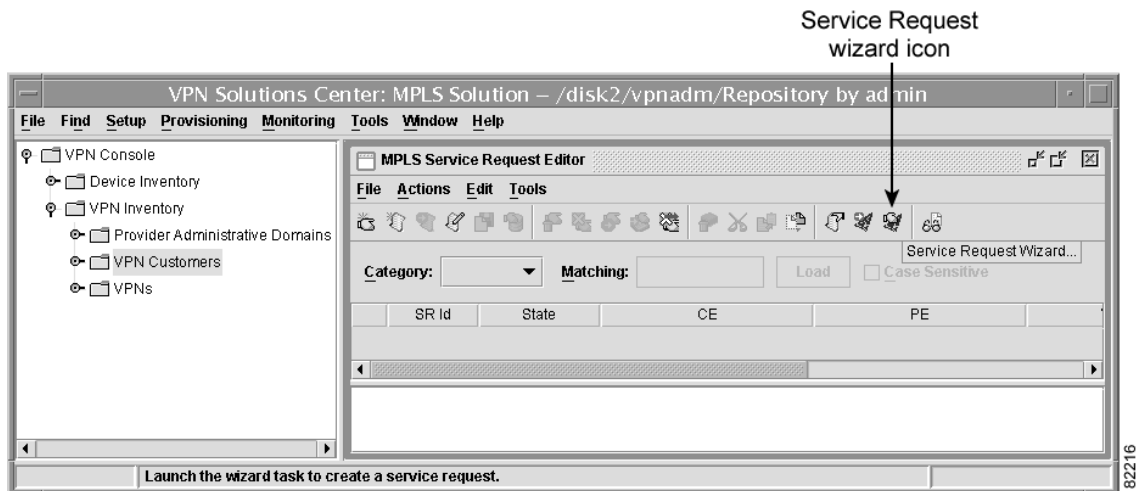 Service Request
wizard icon
VPN Solutions Center: MPLS Solution – /disk2/vpnadm/Repository by admin
File Find Setup Provisioning Monitoring Tools Window Help
VPN Console
Device Inventory
VPN Inventory
Provider Administrative Domains
VPN Customers
VPNs
MPLS Service Request Editor
File Actions Edit Tools
Service Request Wizard...
Category: Matching: Load Case Sensitive
SR Id State CE PE
Launch the wizard task to create a service request.
82216